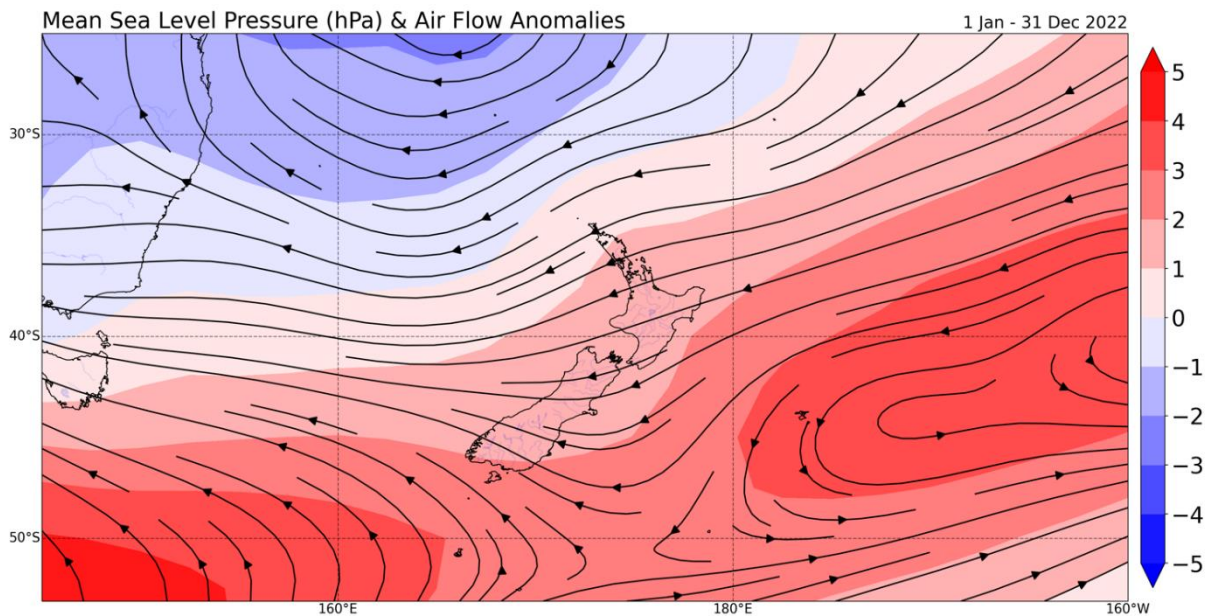 Mean Sea Level Pressure (hPa) & Air Flow Anomalies
1 Jan - 31 Dec 2022
30°S
40°S
50°S
160°E
180°E
160°W
5
4
3
2
1
0
−1
−2
−3
−4
−5